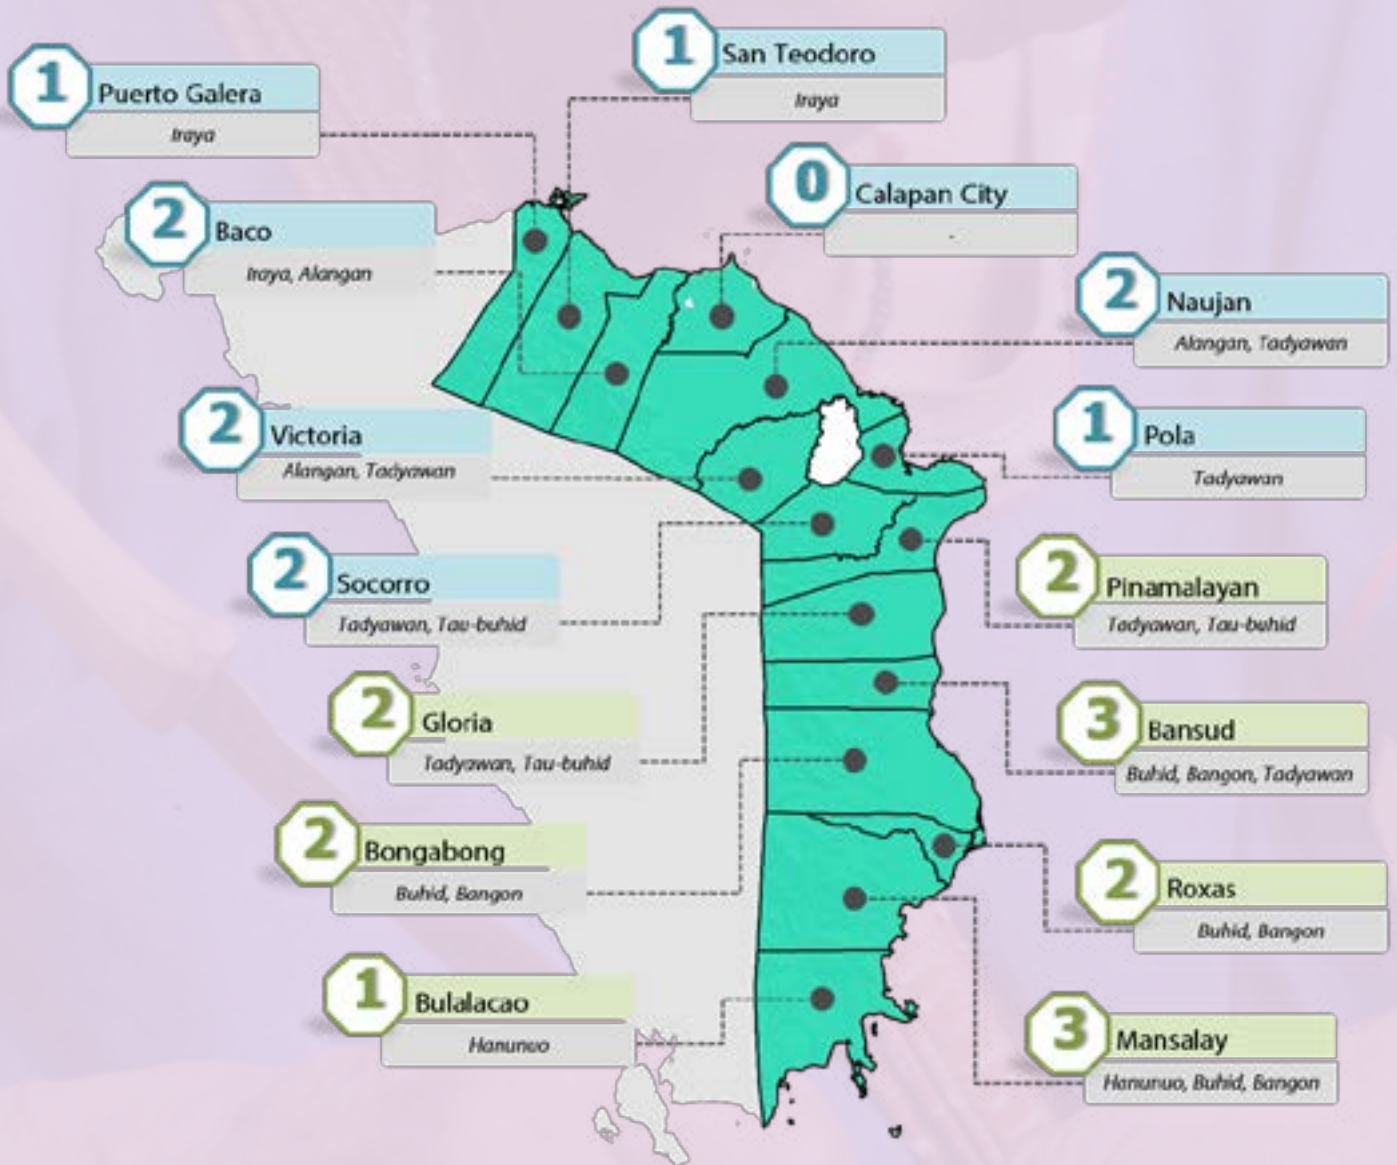 1
San Teodoro
Iraya
1
Puerto Galera
Iraya
0
Calapan City
-
2
Baco
Iraya, Alangan
2
Naujan
Alangan, Tadyawan
2
Victoria
Alangan, Tadyawan
1
Pola
Tadyawan
2
Socorro
Tadyawan, Tau-buhid
2
Pinamalayan
Tadyawan, Tau-buhid
2
Gloria
Tadyawan, Tau-buhid
3
Bansud
Buhid, Bangon, Tadyawan
2
Bongabong
Buhid, Bangon
2
Roxas
Buhid, Bangon
1
Bulalacao
Hanunuo
3
Mansalay
Hanunuo, Buhid, Bangon